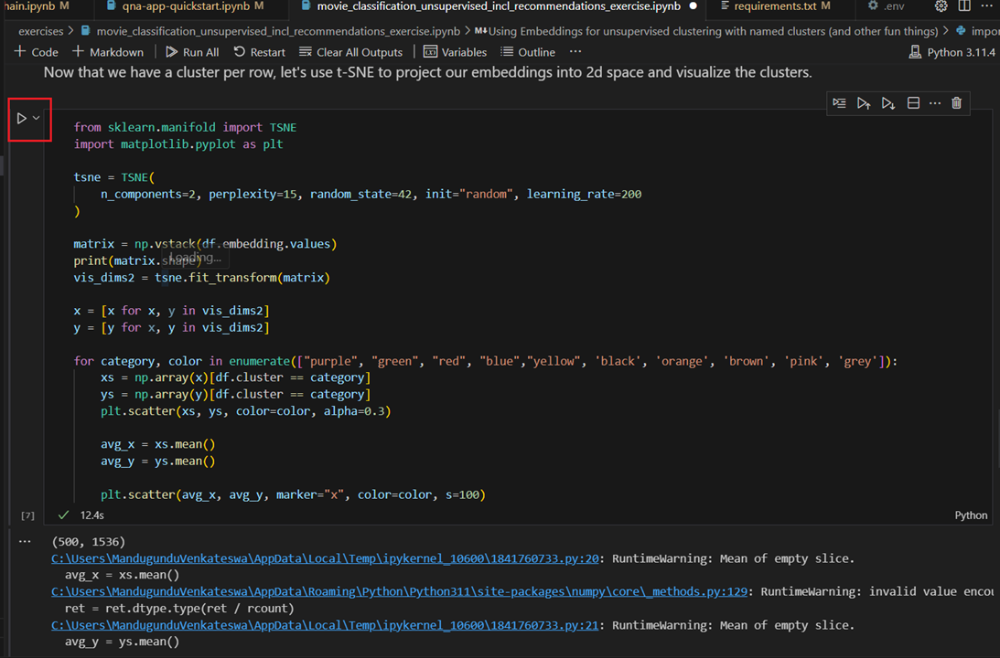 hain.ipynb M qna-app-quickstart.ipynb M movie_classification_unsupervised_incl_recommendations_exercise.ipynb requirements.txt M .env
exercises > movie_classification_unsupervised_incl_recommendations_exercise.ipynb > M↓Using Embeddings for unsupervised clustering with named clusters (and other fun things) > impor
+ Code + Markdown Run All Restart Clear All Outputs Variables Outline ... Python 3.11.4
Now that we have a cluster per row, let's use t-SNE to project our embeddings into 2d space and visualize the clusters.
from sklearn.manifold import TSNE
import matplotlib.pyplot as plt
tsne = TSNE(
n_components=2, perplexity=15, random_state=42, init="random", learning_rate=200
)
matrix = np.vstack(df.embedding.values)
Loading...
print(matrix.shape)
vis_dims2 = tsne.fit_transform(matrix)
x = [x for x, y in vis_dims2]
y = [y for x, y in vis_dims2]
for category, color in enumerate(["purple", "green", "red", "blue","yellow", 'black', 'orange', 'brown', 'pink', 'grey']):
xs = np.array(x)[df.cluster == category]
ys = np.array(y)[df.cluster == category]
plt.scatter(xs, ys, color=color, alpha=0.3)
avg_x = xs.mean()
avg_y = ys.mean()
plt.scatter(avg_x, avg_y, marker="x", color=color, s=100)
[7] ✓ 12.4s Python
... (500, 1536)
C:\Users\MandugunduVenkateswa\AppData\Local\Temp\ipykernel_10600\1841760733.py:20: RuntimeWarning: Mean of empty slice.
avg_x = xs.mean()
C:\Users\MandugunduVenkateswa\AppData\Roaming\Python\Python311\site-packages\numpy\core\_methods.py:129: RuntimeWarning: invalid value encou
ret = ret.dtype.type(ret / rcount)
C:\Users\MandugunduVenkateswa\AppData\Local\Temp\ipykernel_10600\1841760733.py:21: RuntimeWarning: Mean of empty slice.
avg_y = ys.mean()